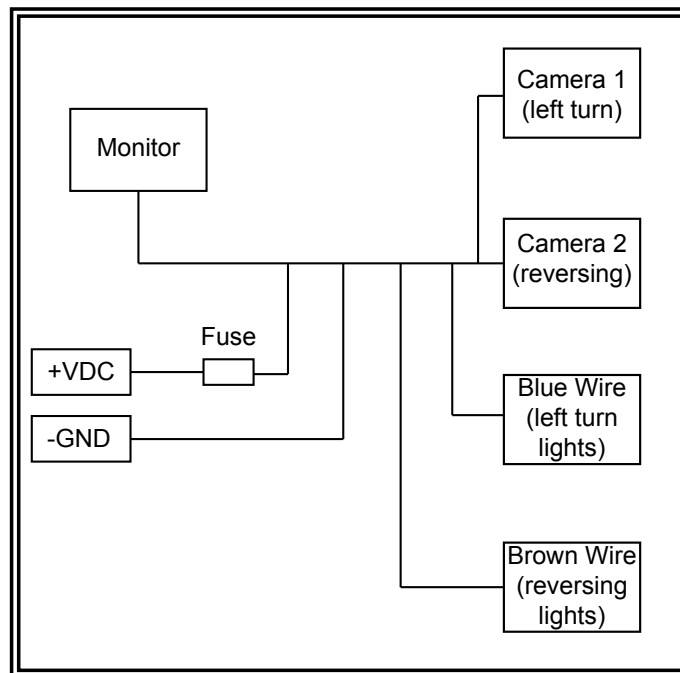 Monitor
Camera 1
(left turn)
Camera 2
(reversing)
Fuse
+VDC
-GND
Blue Wire
(left turn
lights)
Brown Wire
(reversing
lights)